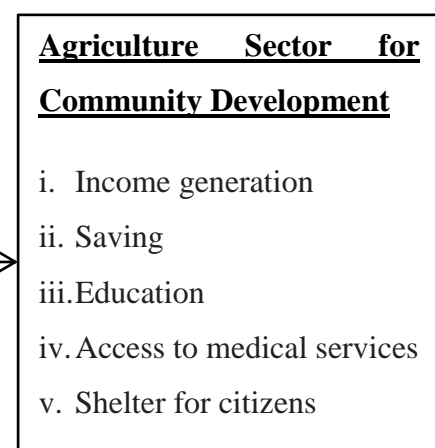 Agriculture Sector for
Community Development
i. Income generation
ii. Saving
iii.Education
iv. Access to medical services
v. Shelter for citizens